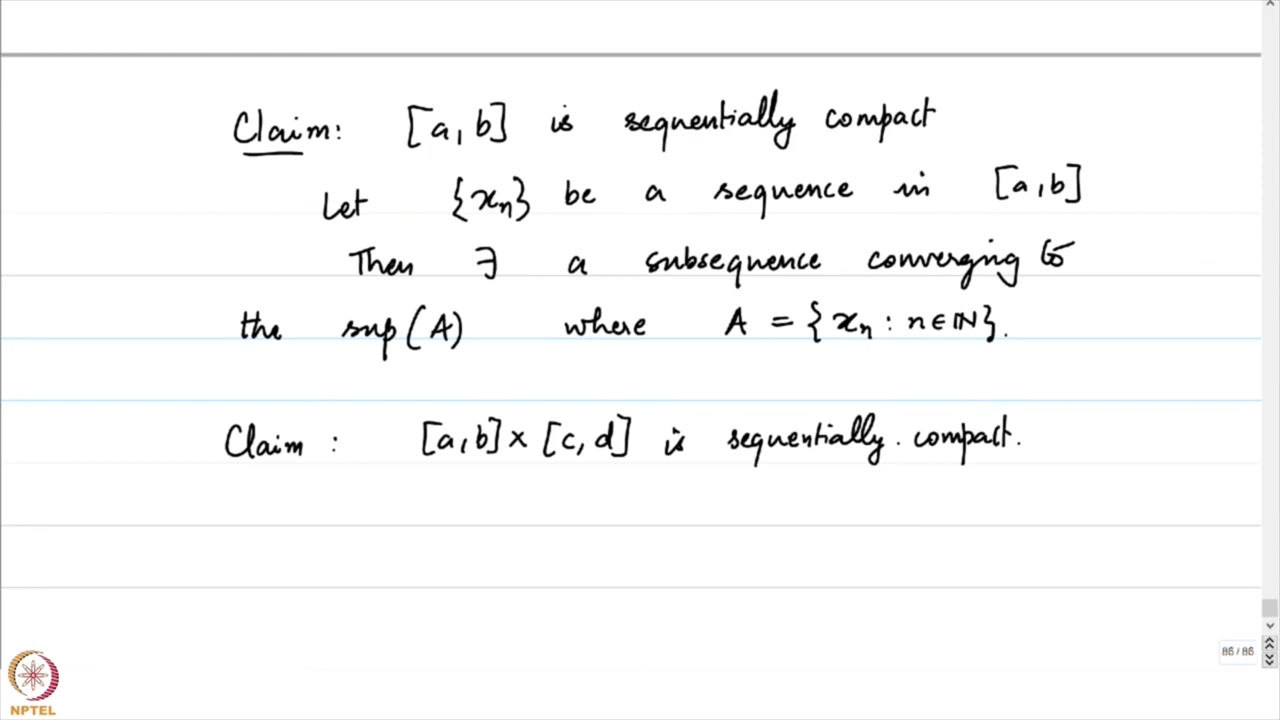 Claim: [a, b] is sequentially compact
Let {xₙ} be a sequence in [a, b]
Then ∃ a subsequence converging to
the sup(A) where A = {xₙ : n ∈ ℕ}.
Claim : [a, b] × [c, d] is sequentially. compact.
86 / 86
NPTEL